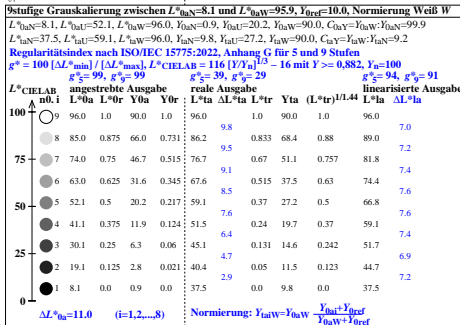 9stufige Grauskalierung zwischen L*0aN=8.1 und L*0aW=95.9, Y0ref=10.0, Normierung Weiß W
L*0aN=8.1, L*0aU=52.1, L*0aW=96.0, Y0aN=0.9, Y0aU=20.2, Y0aW=90.0, C0aY=Y0aW:Y0aN=99.9
L*taN=37.5, L*taU=59.1, L*taW=96.0, YtaN=9.8, YtaU=27.2, YtaW=90.0, CtaY=YtaW:YtaN=9.2
Regularitätsindex nach ISO/IEC 15775:2022, Anhang G für 5 und 9 Stufen
g* = 100 [ΔL*min] / [ΔL*max], L*CIELAB = 116 [Y/Yn]1/3 − 16 mit Y >= 0,882, Yn=100
g*5= 99, g*9= 99 g*5= 39, g*9= 29 g*5= 94, g*9= 91
L*CIELAB angestrebte Ausgabe reale Ausgabe linearisierte Ausgabe
n0. i L*0a L*0r Y0a Y0r L*ta ΔL*ta L*tr Yta (L*tr)1/1.44 L*la ΔL*la
100 9 96.0 1.0 90.0 1.0 96.0 1.0 90.0 1.0 96.0
9.8 7.0
8 85.0 0.875 66.0 0.731 86.2 0.833 68.4 0.88 89.0
9.5 7.2
75 7 74.0 0.75 46.7 0.515 76.7 0.67 51.1 0.757 81.8
9.1 7.3
6 63.0 0.625 31.6 0.345 67.6 0.515 37.5 0.63 74.4
8.5 7.6
50 5 52.1 0.5 20.2 0.217 59.1 0.37 27.2 0.5 66.8
7.6 7.6
4 41.1 0.375 11.9 0.124 51.5 0.24 19.7 0.37 59.1
6.4 7.4
25 3 30.1 0.25 6.3 0.06 45.1 0.131 14.6 0.242 51.7
4.7 6.9
2 19.1 0.125 2.8 0.021 40.4 0.05 11.5 0.123 44.7
2.9 7.2
0 1 8.1 0.0 0.9 0.0 37.5 0.0 9.8 0.0 37.5
ΔL*0a=11.0 (i=1,2,...,8) Normierung: YtaiW=Y0aW Y0ai+Y0ref
Y0aW+Y0ref